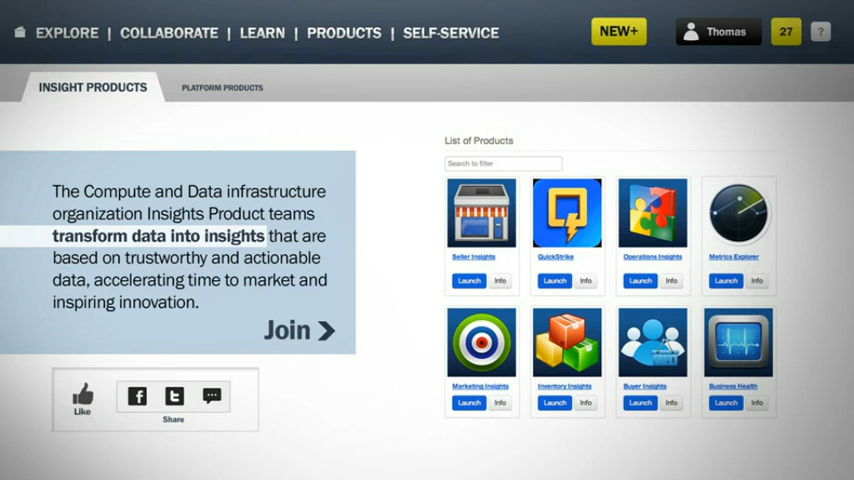 EXPLORE | COLLABORATE | LEARN | PRODUCTS | SELF-SERVICE NEW+ Thomas 27 ?
INSIGHT PRODUCTS PLATFORM PRODUCTS
The Compute and Data infrastructure
organization Insights Product teams
transform data into insights that are
based on trustworthy and actionable
data, accelerating time to market and
inspiring innovation.
Join
Like
Share
List of Products
Search to filter
Seller Insights QuickStrike Operations Insights Metrics Explorer
Launch Info Launch Info Launch Info Launch Info
Marketing Insights Inventory Insights Buyer Insights Business Health
Launch Info Launch Info Launch Info Launch Info